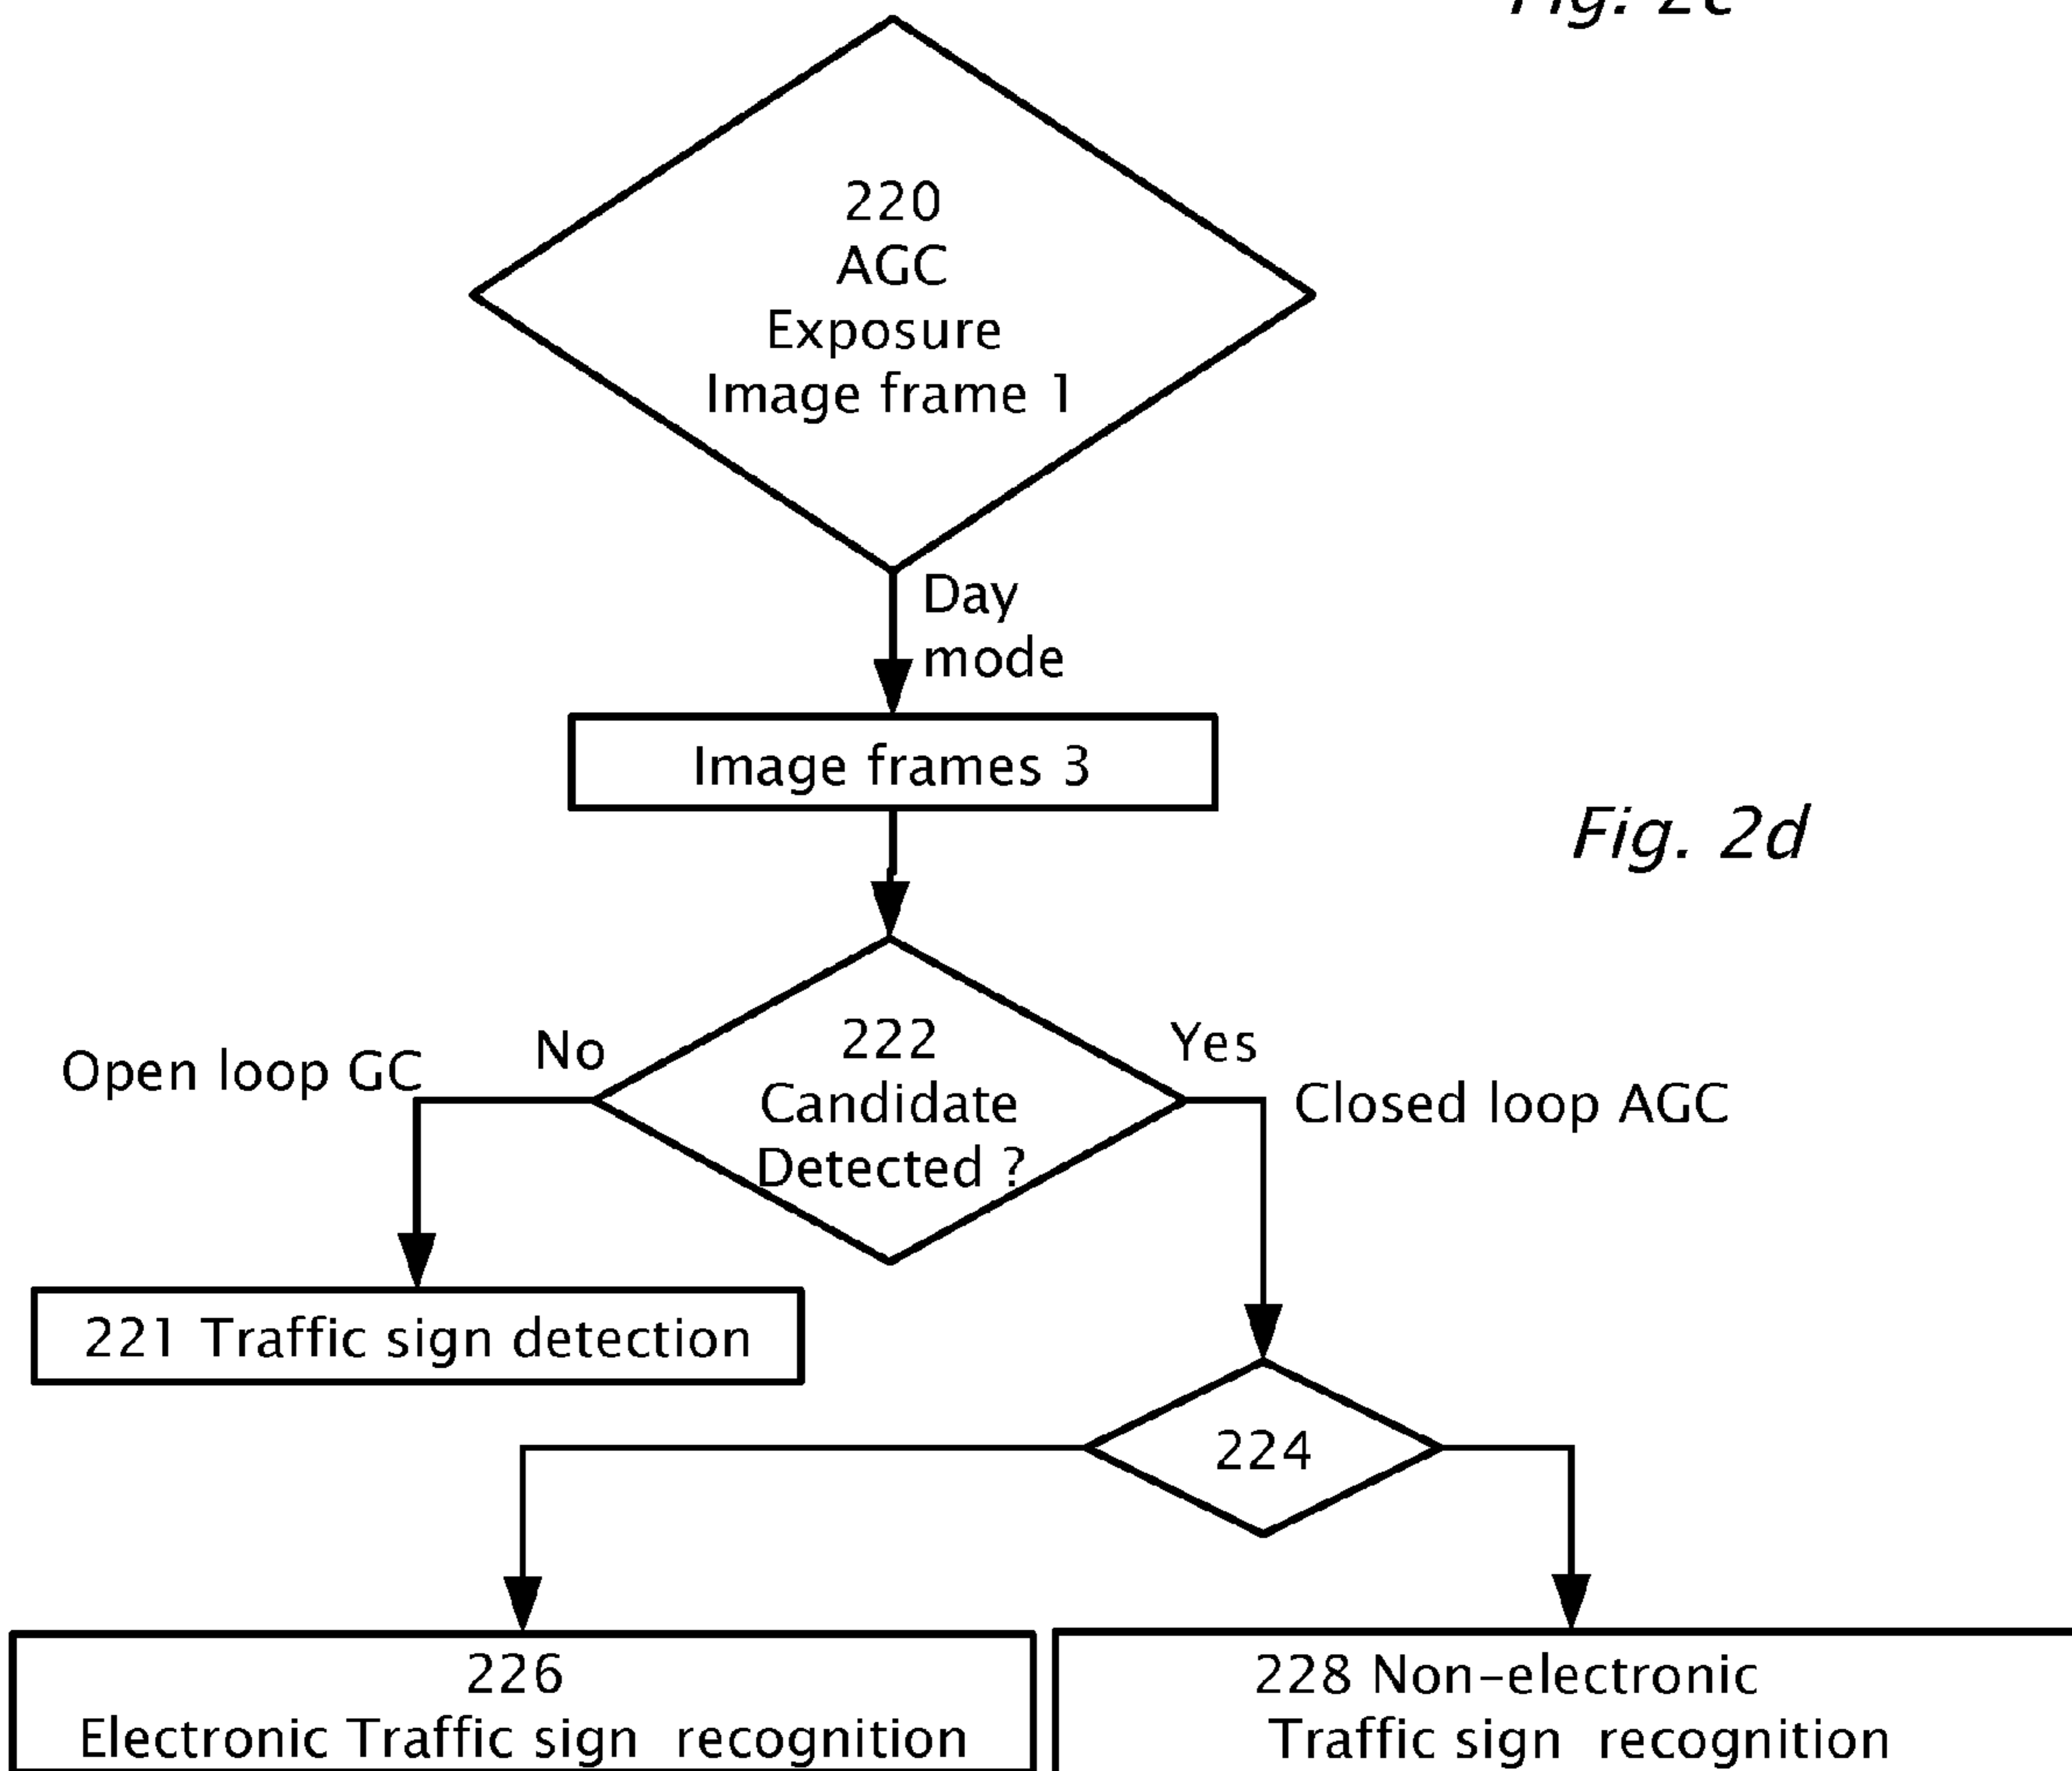 Fig. 2c
220
AGC
Exposure
Image frame 1
Day
mode
Image frames 3
Fig. 2d
Open loop GC
No
222
Candidate
Detected ?
Yes
Closed loop AGC
221 Traffic sign detection
224
226
Electronic Traffic sign recognition
228 Non-electronic
Traffic sign recognition